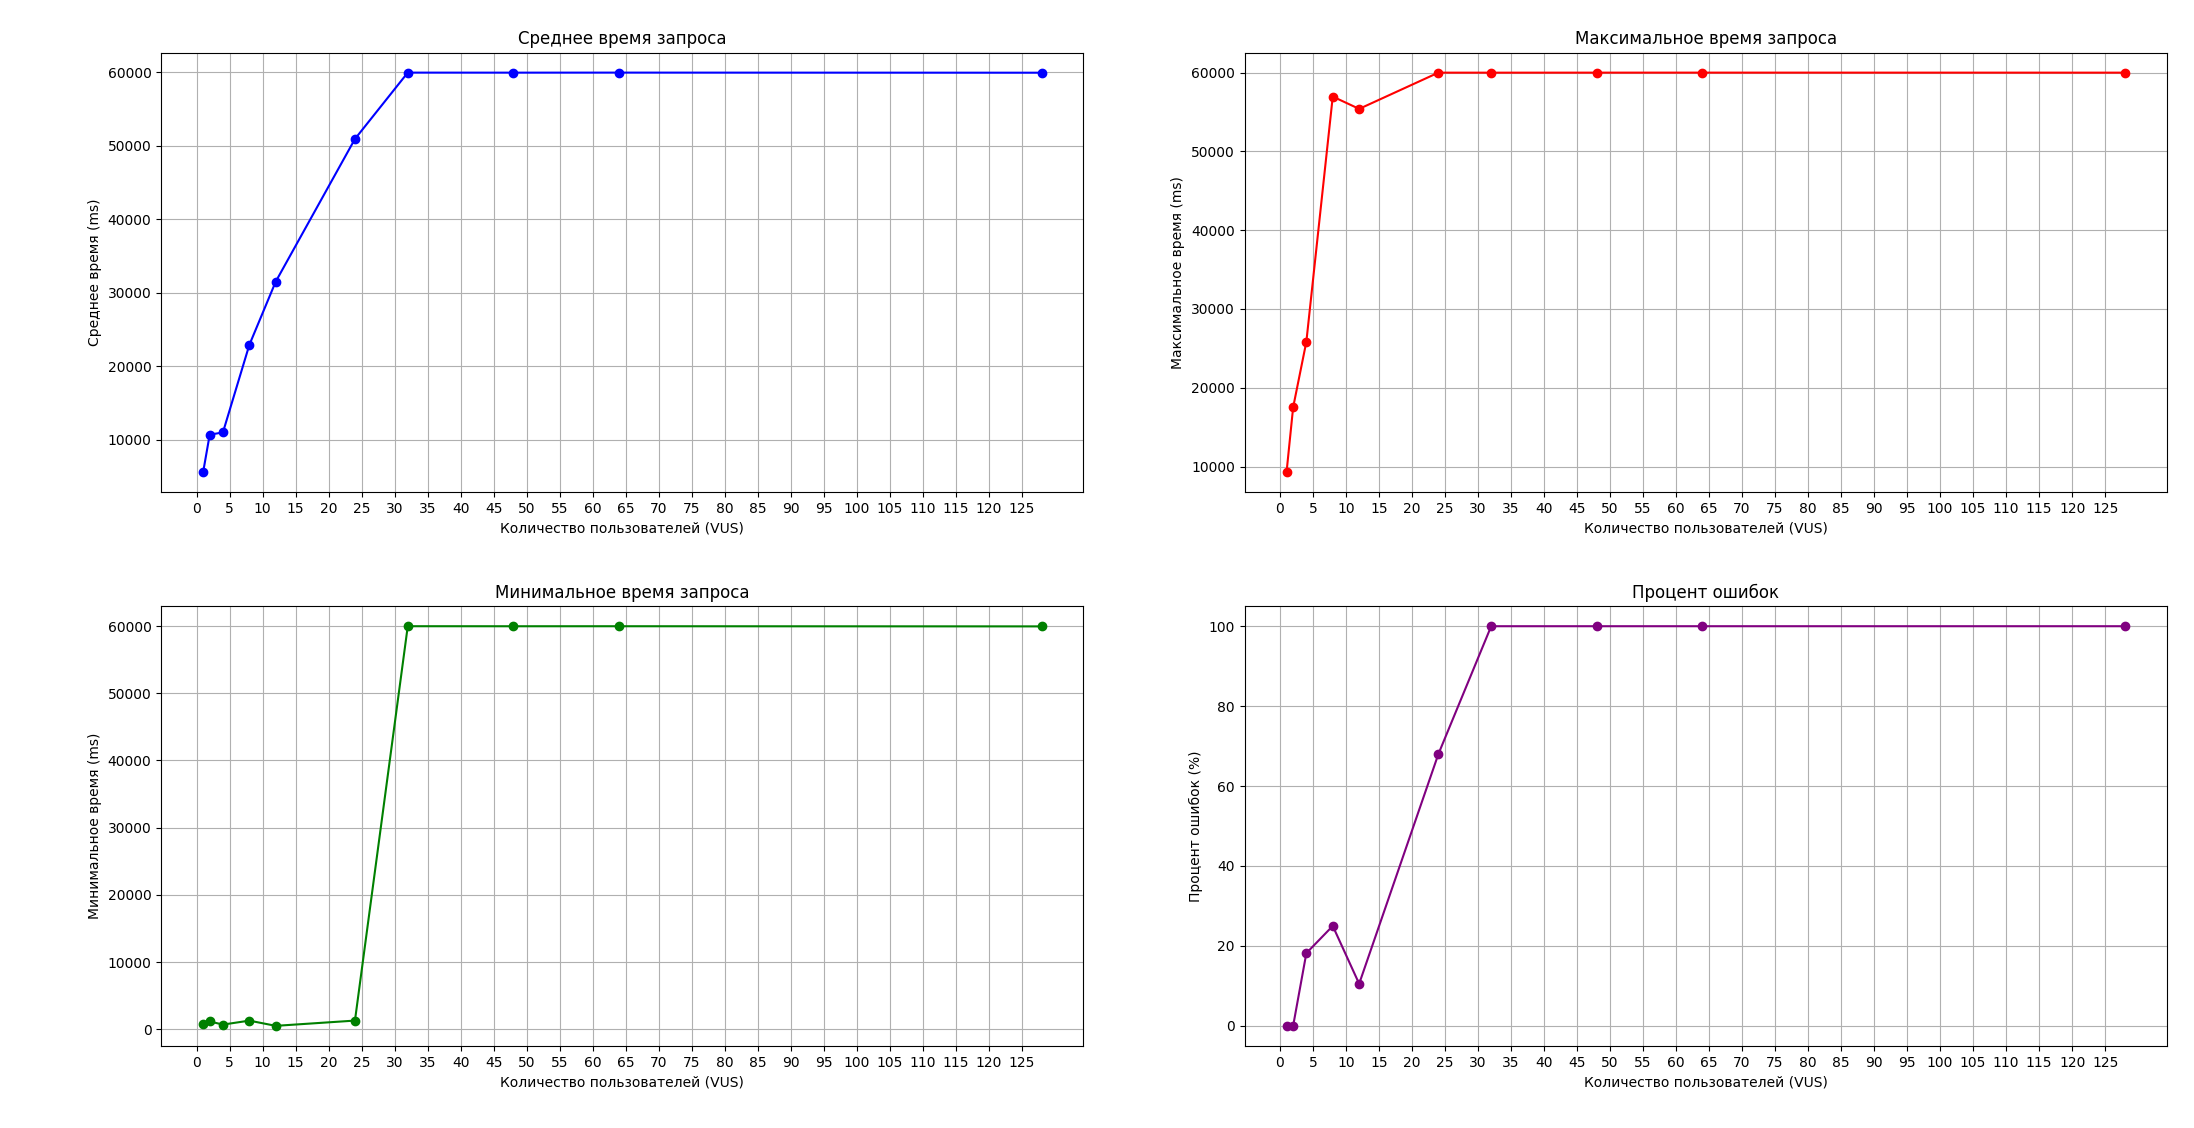 Среднее время запроса
Среднее время (ms)
60000
50000
40000
30000
20000
10000
0 5 10 15 20 25 30 35 40 45 50 55 60 65 70 75 80 85 90 95 100 105 110 115 120 125
Количество пользователей (VUS)
Максимальное время запроса
Максимальное время (ms)
60000
50000
40000
30000
20000
10000
0 5 10 15 20 25 30 35 40 45 50 55 60 65 70 75 80 85 90 95 100 105 110 115 120 125
Количество пользователей (VUS)
Минимальное время запроса
Минимальное время (ms)
60000
50000
40000
30000
20000
10000
0
0 5 10 15 20 25 30 35 40 45 50 55 60 65 70 75 80 85 90 95 100 105 110 115 120 125
Количество пользователей (VUS)
Процент ошибок
Процент ошибок (%)
100
80
60
40
20
0
0 5 10 15 20 25 30 35 40 45 50 55 60 65 70 75 80 85 90 95 100 105 110 115 120 125
Количество пользователей (VUS)